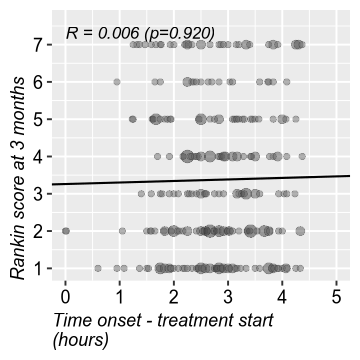 R = 0.006 (p=0.920)
7
6
5
4
3
2
1
Rankin score at 3 months
0 1 2 3 4 5
Time onset - treatment start
(hours)